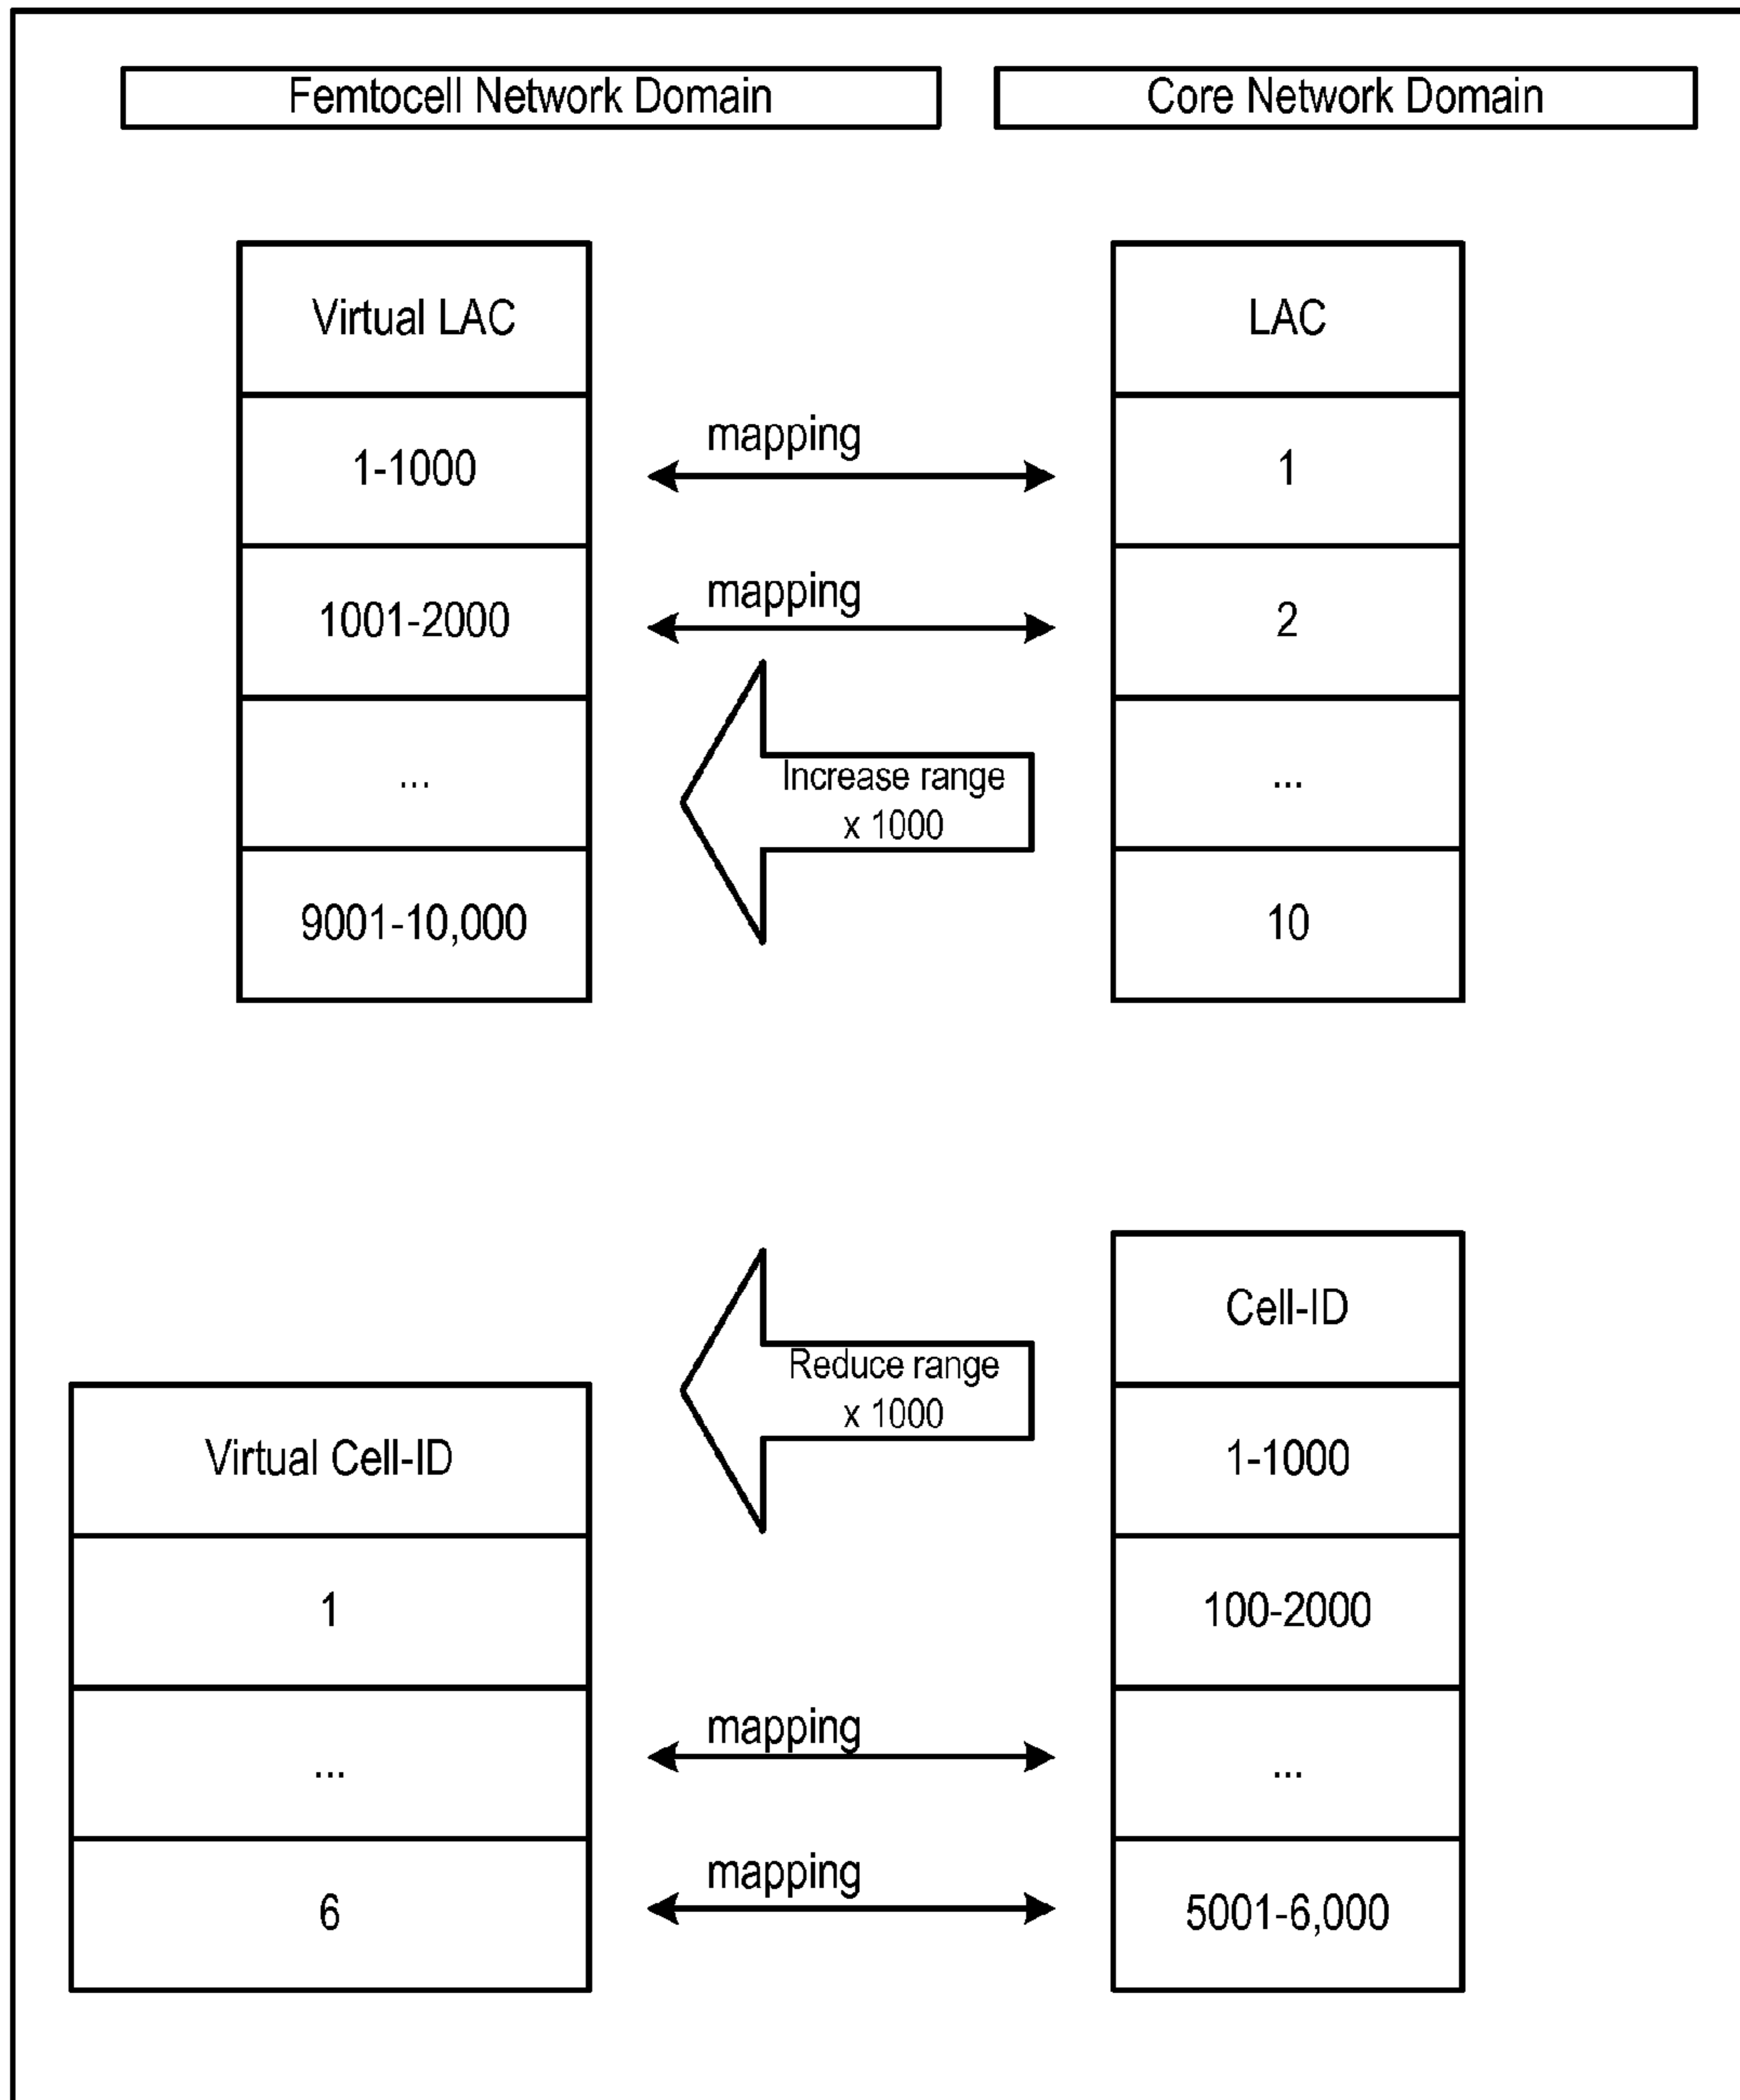 Femtocell Network Domain
Core Network Domain
Virtual LAC
LAC
1-1000
mapping
1
1001-2000
mapping
2
...
Increase range
x 1000
...
9001-10,000
10
Cell-ID
Reduce range
x 1000
Virtual Cell-ID
1-1000
1
100-2000
...
mapping
...
6
mapping
5001-6,000